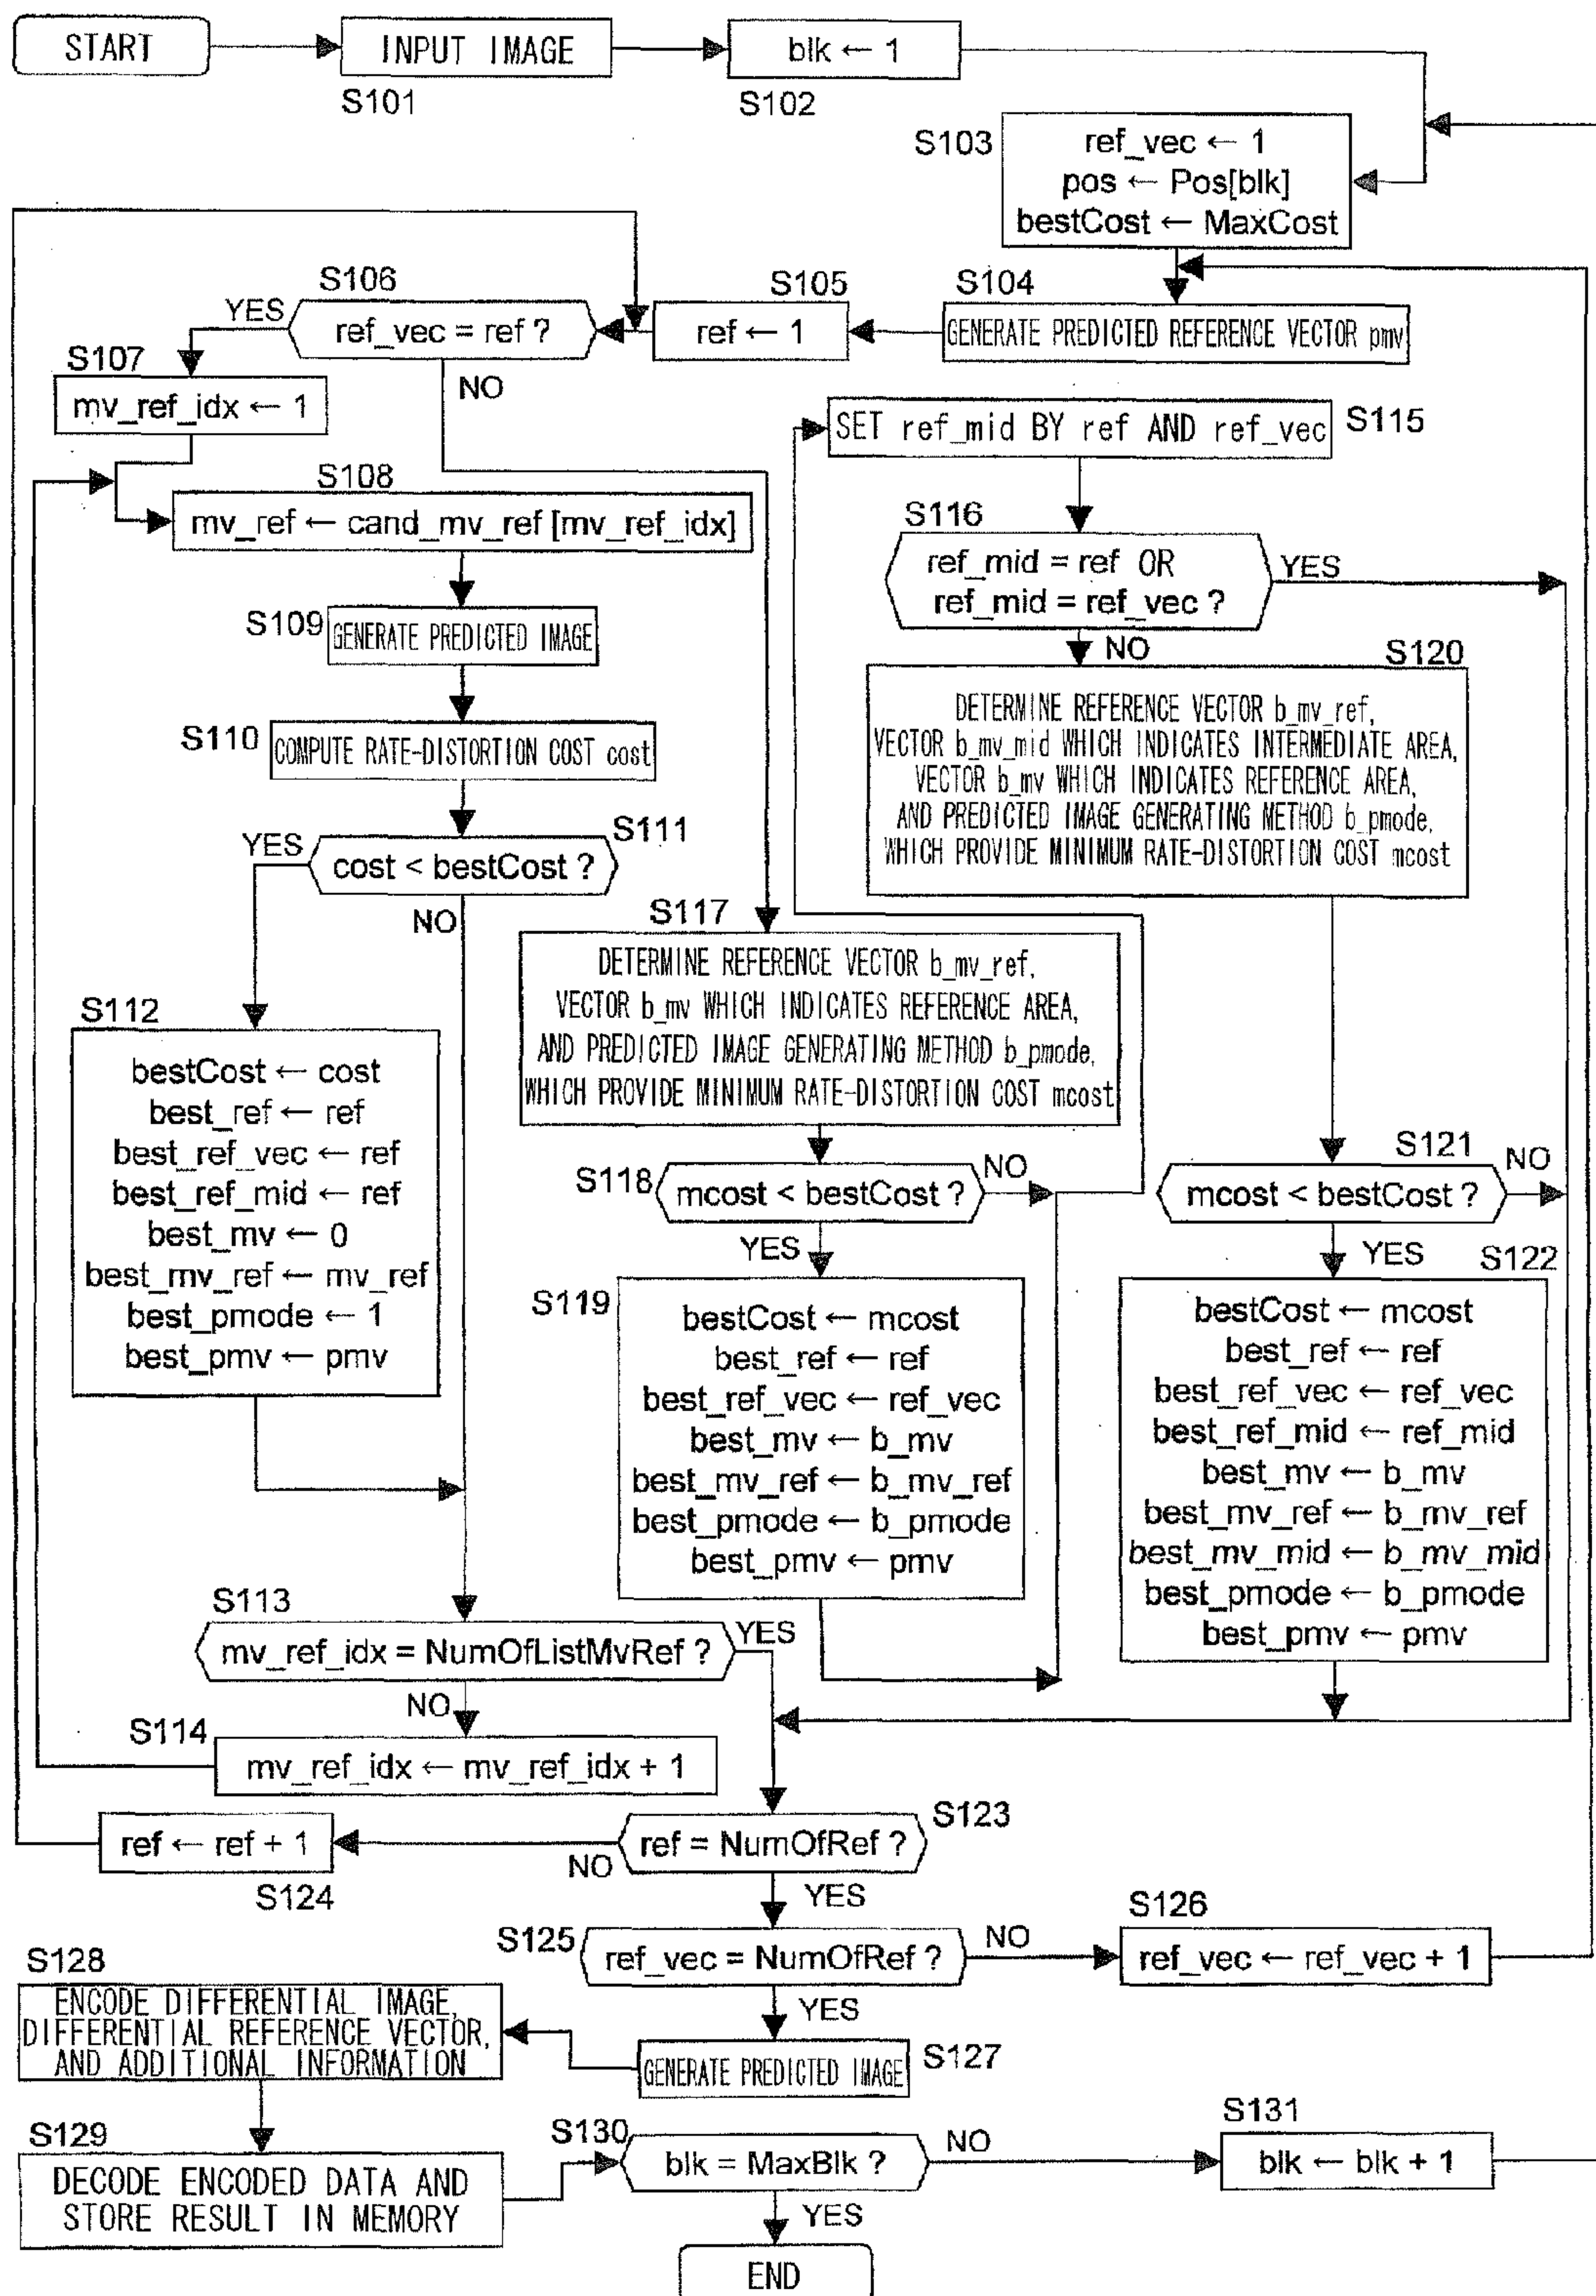 START
INPUT IMAGE
S101
blk ← 1
S102
S103
ref_vec ← 1
pos ← Pos[blk]
bestCost ← MaxCost
S104
GENERATE PREDICTED REFERENCE VECTOR pmv
S105
ref ← 1
S106
ref_vec = ref ?
YES
NO
S107
mv_ref_idx ← 1
S108
mv_ref ← cand_mv_ref [mv_ref_idx]
S109
GENERATE PREDICTED IMAGE
S110
COMPUTE RATE-DISTORTION COST cost
S111
cost < bestCost ?
YES
NO
S112
bestCost ← cost
best_ref ← ref
best_ref_vec ← ref
best_ref_mid ← ref
best_mv ← 0
best_mv_ref ← mv_ref
best_pmode ← 1
best_pmv ← pmv
S113
mv_ref_idx = NumOfListMvRef ?
YES
NO
S114
mv_ref_idx ← mv_ref_idx + 1
SET ref_mid BY ref AND ref_vec
S115
S116
ref_mid = ref OR
ref_mid = ref_vec ?
YES
NO
S117
DETERMINE REFERENCE VECTOR b_mv_ref,
VECTOR b_mv WHICH INDICATES REFERENCE AREA,
AND PREDICTED IMAGE GENERATING METHOD b_pmode,
WHICH PROVIDE MINIMUM RATE-DISTORTION COST mcost
S118
mcost < bestCost ?
NO
YES
S119
bestCost ← mcost
best_ref ← ref
best_ref_vec ← ref_vec
best_mv ← b_mv
best_mv_ref ← b_mv_ref
best_pmode ← b_pmode
best_pmv ← pmv
S120
DETERMINE REFERENCE VECTOR b_mv_ref,
VECTOR b_mv_mid WHICH INDICATES INTERMEDIATE AREA,
VECTOR b_mv WHICH INDICATES REFERENCE AREA,
AND PREDICTED IMAGE GENERATING METHOD b_pmode,
WHICH PROVIDE MINIMUM RATE-DISTORTION COST mcost
S121
mcost < bestCost ?
NO
YES
S122
bestCost ← mcost
best_ref ← ref
best_ref_vec ← ref_vec
best_ref_mid ← ref_mid
best_mv ← b_mv
best_mv_ref ← b_mv_ref
best_mv_mid ← b_mv_mid
best_pmode ← b_pmode
best_pmv ← pmv
S123
ref = NumOfRef ?
NO
YES
ref ← ref + 1
S124
S125
ref_vec = NumOfRef ?
NO
YES
S126
ref_vec ← ref_vec + 1
GENERATE PREDICTED IMAGE
S127
S128
ENCODE DIFFERENTIAL IMAGE,
DIFFERENTIAL REFERENCE VECTOR,
AND ADDITIONAL INFORMATION
S129
DECODE ENCODED DATA AND
STORE RESULT IN MEMORY
S130
blk = MaxBlk ?
NO
YES
S131
blk ← blk + 1
END